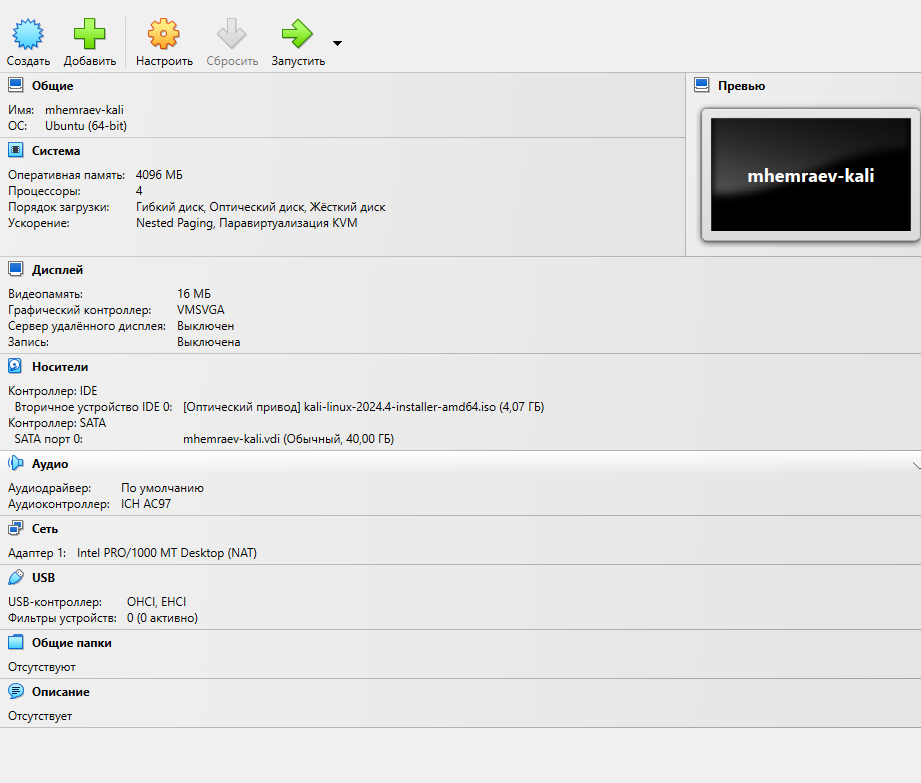 Создать Добавить Настроить Сбросить Запустить
Общие
Имя: mhemraev-kali
ОС: Ubuntu (64-bit)
Превью
mhemraev-kali
Система
Оперативная память: 4096 МБ
Процессоры: 4
Порядок загрузки: Гибкий диск, Оптический диск, Жёсткий диск
Ускорение: Nested Paging, Паравиртуализация KVM
Дисплей
Видеопамять: 16 МБ
Графический контроллер: VMSVGA
Сервер удалённого дисплея: Выключен
Запись: Выключена
Носители
Контроллер: IDE
Вторичное устройство IDE 0: [Оптический привод] kali-linux-2024.4-installer-amd64.iso (4,07 ГБ)
Контроллер: SATA
SATA порт 0: mhemraev-kali.vdi (Обычный, 40,00 ГБ)
Аудио
Аудиодрайвер: По умолчанию
Аудиоконтроллер: ICH AC97
Сеть
Адаптер 1: Intel PRO/1000 MT Desktop (NAT)
USB
USB-контроллер: OHCI, EHCI
Фильтры устройств: 0 (0 активно)
Общие папки
Отсутствуют
Описание
Отсутствует